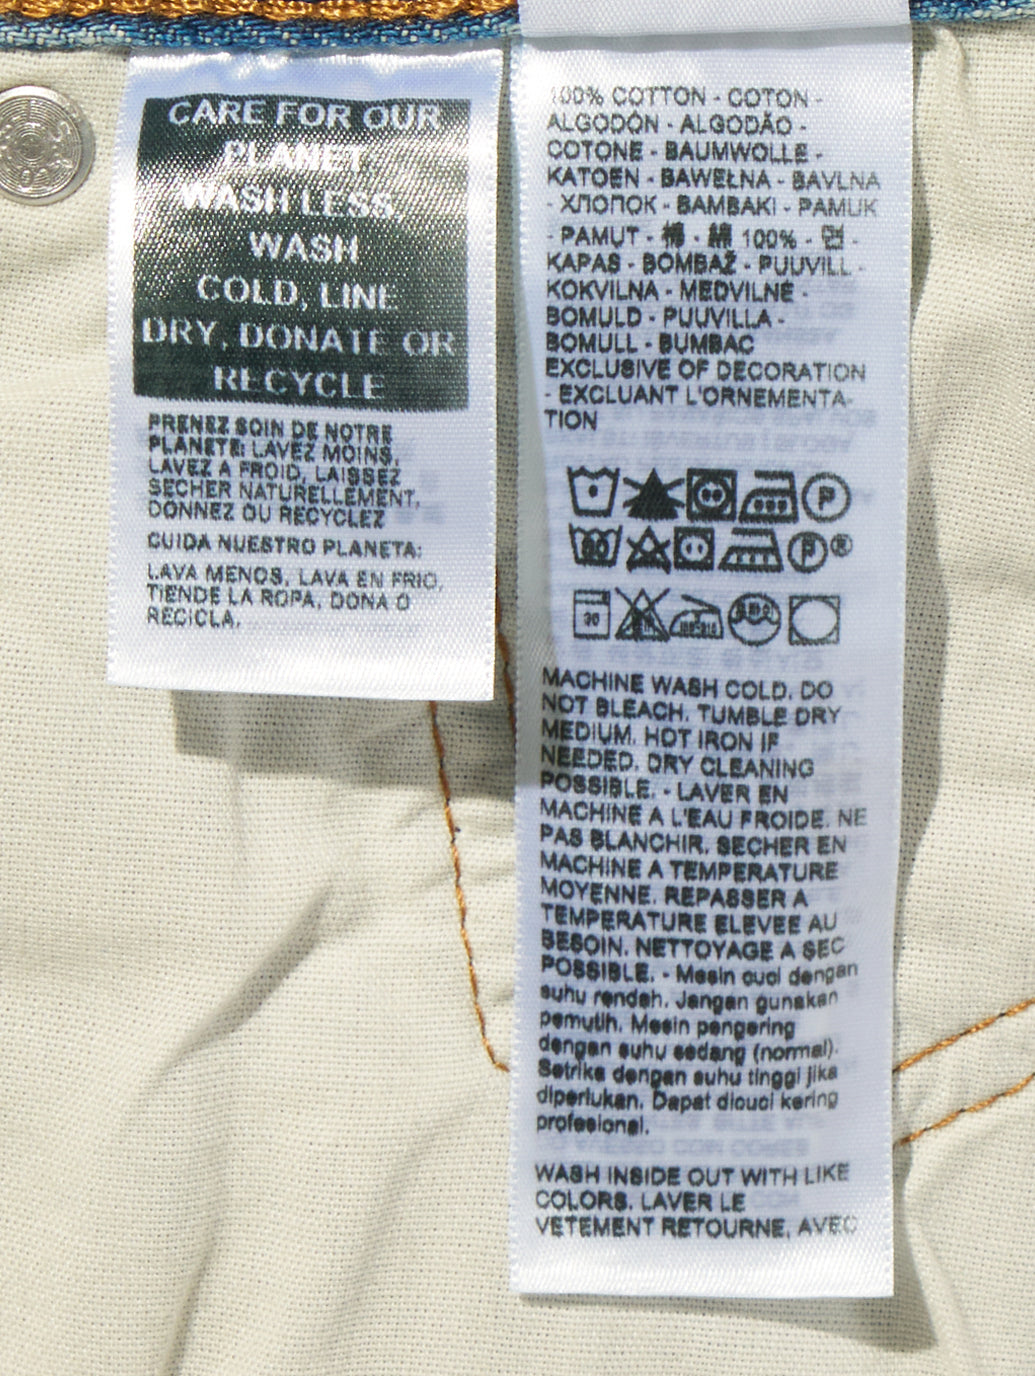 CARE FOR OUR
PLANET:
WASH LESS,
WASH
COLD, LINE
DRY, DONATE OR
RECYCLE
PRENEZ SOIN DE NOTRE
PLANETE: LAVEZ MOINS,
LAVEZ A FROID, LAISSEZ
SECHER NATURELLEMENT,
DONNEZ OU RECYCLEZ
CUIDA NUESTRO PLANETA:
LAVA MENOS, LAVA EN FRIO,
TIENDE LA ROPA, DONA O
RECICLA.
100% COTTON - COTON -
ALGODÓN - ALGODÃO -
COTONE - BAUMWOLLE -
KATOEN - BAWEŁNA - BAVLNA
- ХЛОПОК - BAMBAKI - PAMUK
- PAMUT - 棉 - 綿 100% - 면 -
KAPAS - BOMBAŽ - PUUVILL -
KOKVILNA - MEDVILNĖ -
BOMULD - PUUVILLA -
BOMULL - BUMBAC
EXCLUSIVE OF DECORATION
- EXCLUANT L'ORNEMENTA-
TION
P
60 P®
30
MACHINE WASH COLD. DO
NOT BLEACH. TUMBLE DRY
MEDIUM. HOT IRON IF
NEEDED. DRY CLEANING
POSSIBLE. - LAVER EN
MACHINE A L'EAU FROIDE. NE
PAS BLANCHIR. SECHER EN
MACHINE A TEMPERATURE
MOYENNE. REPASSER A
TEMPERATURE ELEVEE AU
BESOIN. NETTOYAGE A SEC
POSSIBLE. - Mesin cuci dengan
suhu rendah. Jangan gunakan
pemutih. Mesin pengering
dengan suhu sedang (normal).
Setrika dengan suhu tinggi jika
diperlukan. Dapat dicuci kering
profesional.
WASH INSIDE OUT WITH LIKE
COLORS. LAVER LE
VETEMENT RETOURNE, AVEC